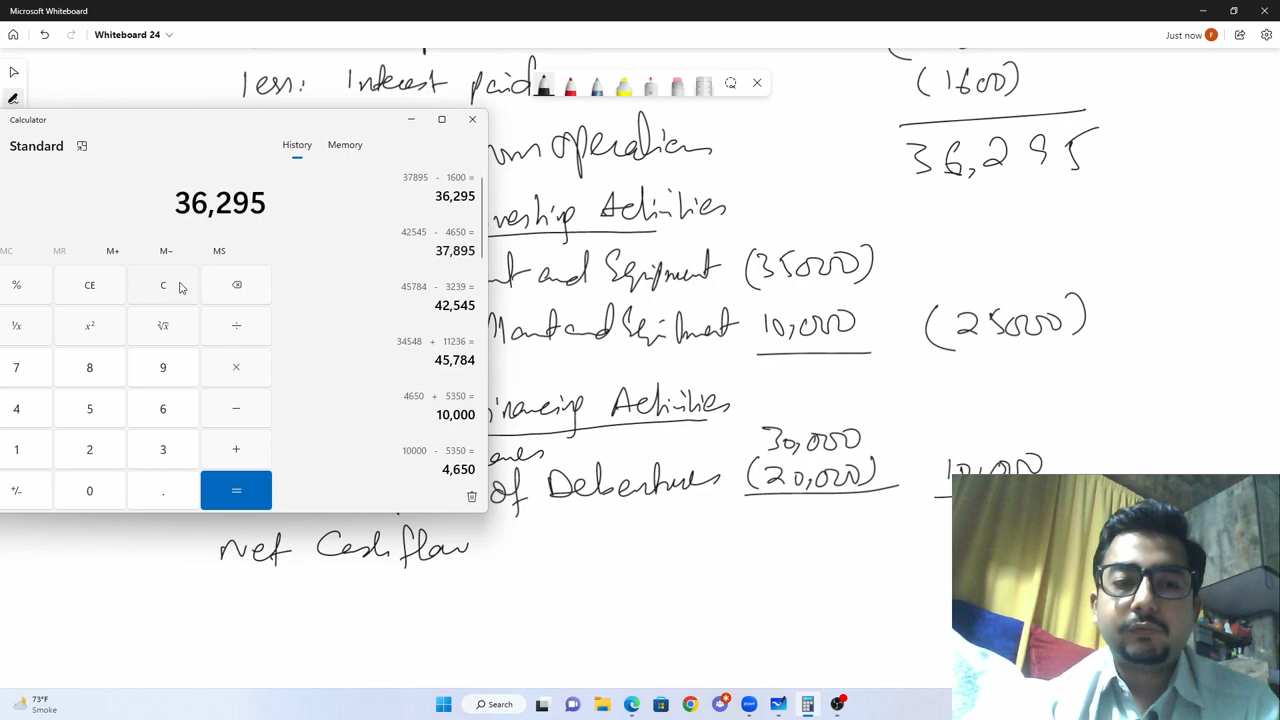 Microsoft Whiteboard
Whiteboard 24
Just now
F
less: Interest paid
(1600)
operation
36,295
Activities
and Equipment (35000)
and Equipment 10,000 (25000)
Financing Activities
30,000
of Debentures (20,000) 10,000
Net Cashflow
Calculator
Standard
36,295
MC MR M+ M− MS
% CE C
¹/x x² ²√x ÷
7 8 9 ×
4 5 6 −
1 2 3 +
+/− 0 . =
History Memory
37895 - 1600 =
36,295
42545 - 4650 =
37,895
45784 - 3239 =
42,545
34548 + 11236 =
45,784
4650 + 5350 =
10,000
10000 - 5350 =
4,650
73°F
Smoke
Search
zoom